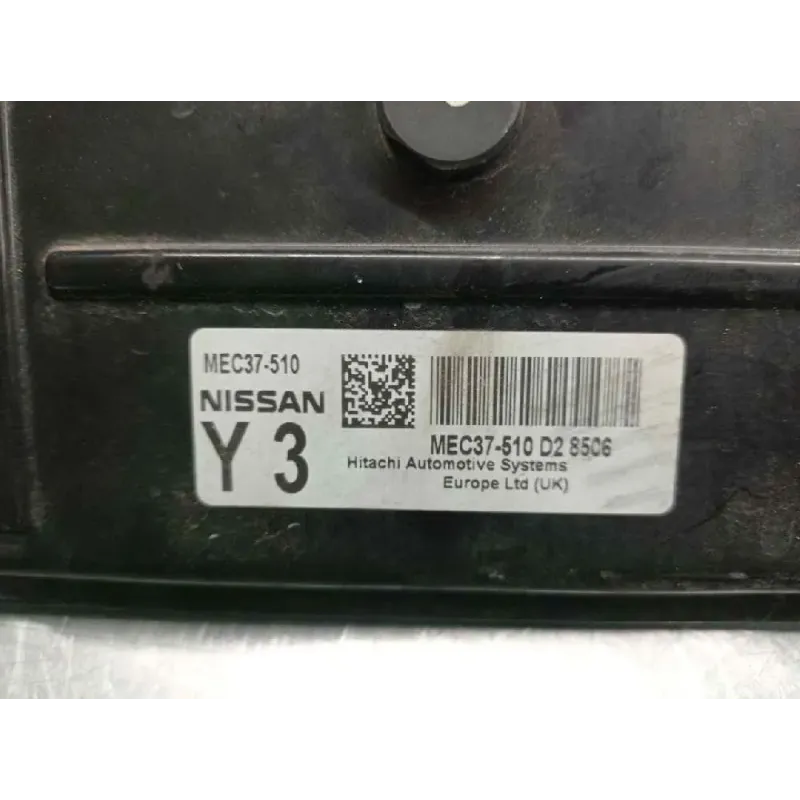 MEC37-510
NISSAN
Y 3
MEC37-510 D2 8506
Hitachi Automotive Systems
Europe Ltd (UK)